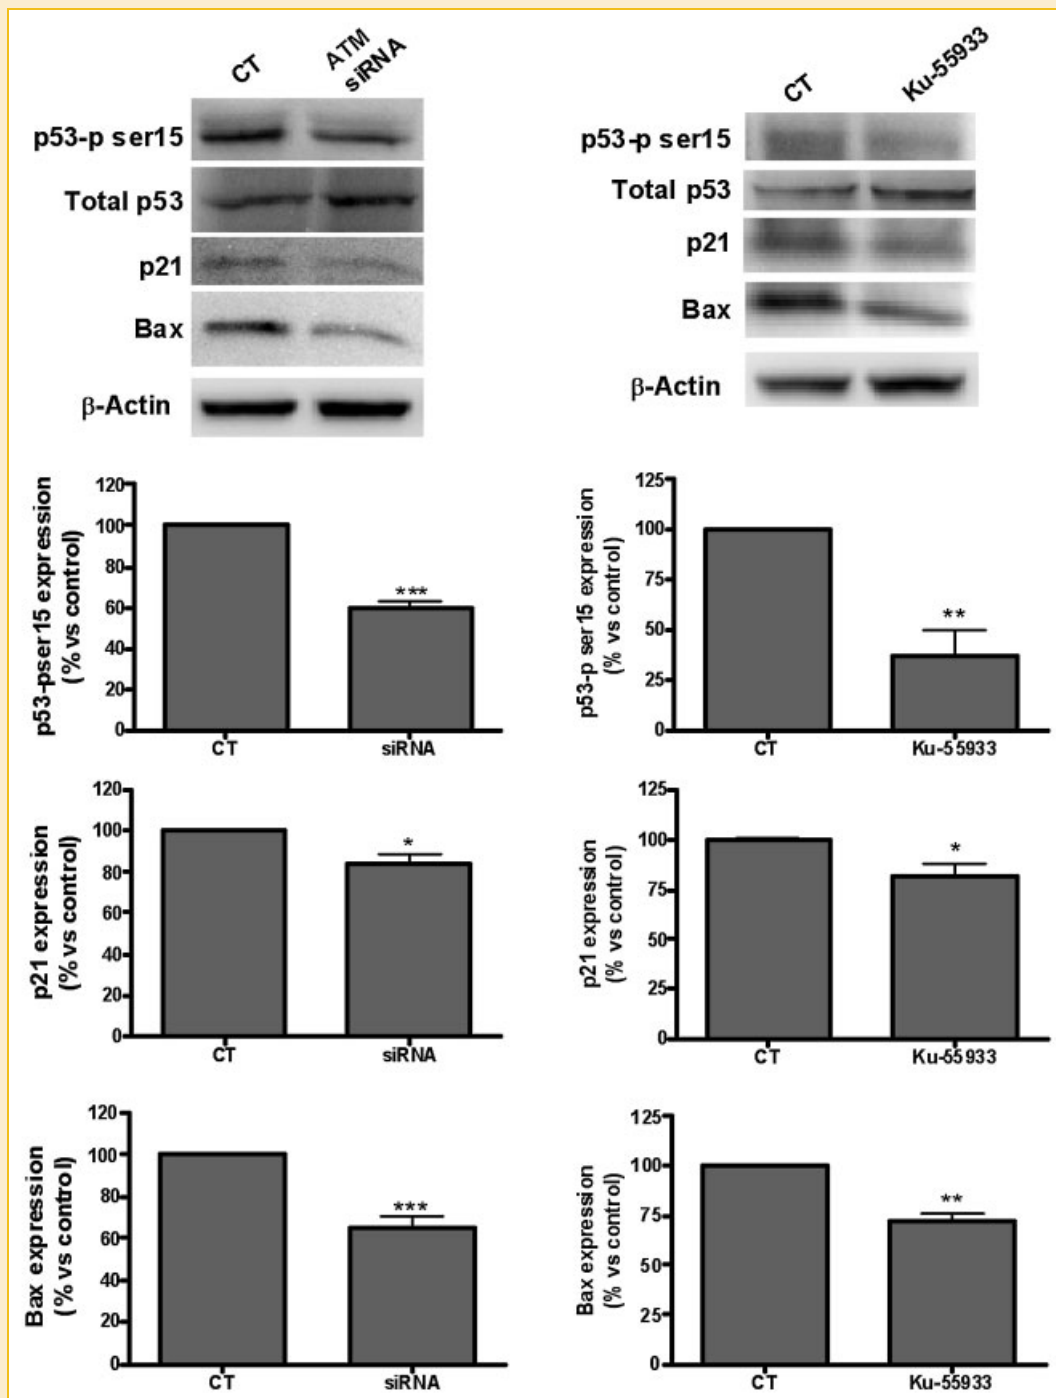 CT
ATM
siRNA
p53-p ser15
Total p53
p21
Bax
β-Actin
CT
Ku-55933
p53-p ser15
Total p53
p21
Bax
β-Actin
p53-pser15 expression
(% vs control)
120
100
80
60
40
20
0
***
CT
siRNA
p53-p ser15 expression
(% vs control)
125
100
75
50
25
0
**
CT
Ku-55933
p21 expression
(% vs control)
120
100
80
60
40
20
0
*
CT
siRNA
p21 expression
(% vs control)
125
100
75
50
25
0
*
CT
Ku-55933
Bax expression
(% vs control)
120
100
80
60
40
20
0
***
CT
siRNA
Bax expression
(% vs control)
125
100
75
50
25
0
**
CT
Ku-55933